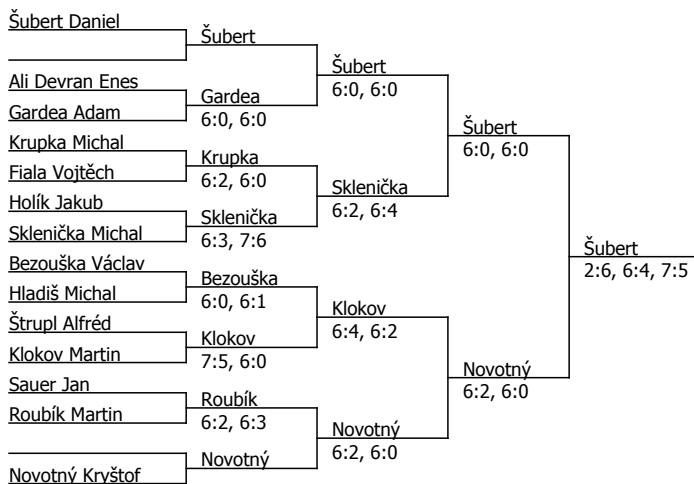 Šubert Daniel
Ali Devran Enes
Gardea Adam
Krupka Michal
Fiala Vojtěch
Holík Jakub
Sklenička Michal
Bezouška Václav
Hladiš Michal
Štrupl Alfréd
Klokov Martin
Sauer Jan
Roubík Martin
Novotný Kryštof
Šubert
Gardea
6:0, 6:0
Krupka
6:2, 6:0
Sklenička
6:3, 7:6
Bezouška
6:0, 6:1
Klokov
7:5, 6:0
Roubík
6:2, 6:3
Novotný
Šubert
6:0, 6:0
Sklenička
6:2, 6:4
Klokov
6:4, 6:2
Novotný
6:2, 6:0
Šubert
6:0, 6:0
Novotný
6:2, 6:0
Šubert
2:6, 6:4, 7:5